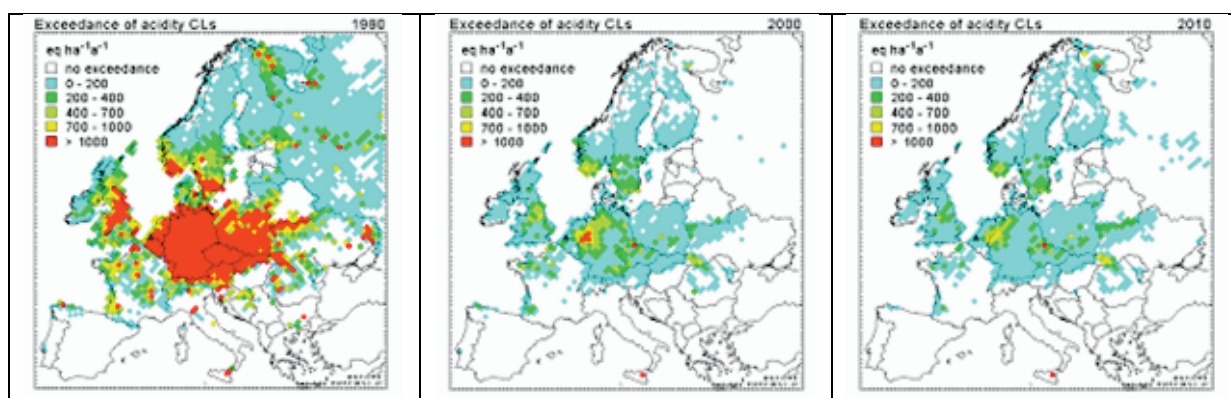 Exceedance of acidity CLs 1980
eq ha⁻¹a⁻¹
no exceedance
0 - 200
200 - 400
400 - 700
700 - 1000
> 1000
Exceedance of acidity CLs 2000
eq ha⁻¹a⁻¹
no exceedance
0 - 200
200 - 400
400 - 700
700 - 1000
> 1000
Exceedance of acidity CLs 2010
eq ha⁻¹a⁻¹
no exceedance
0 - 200
200 - 400
400 - 700
700 - 1000
> 1000